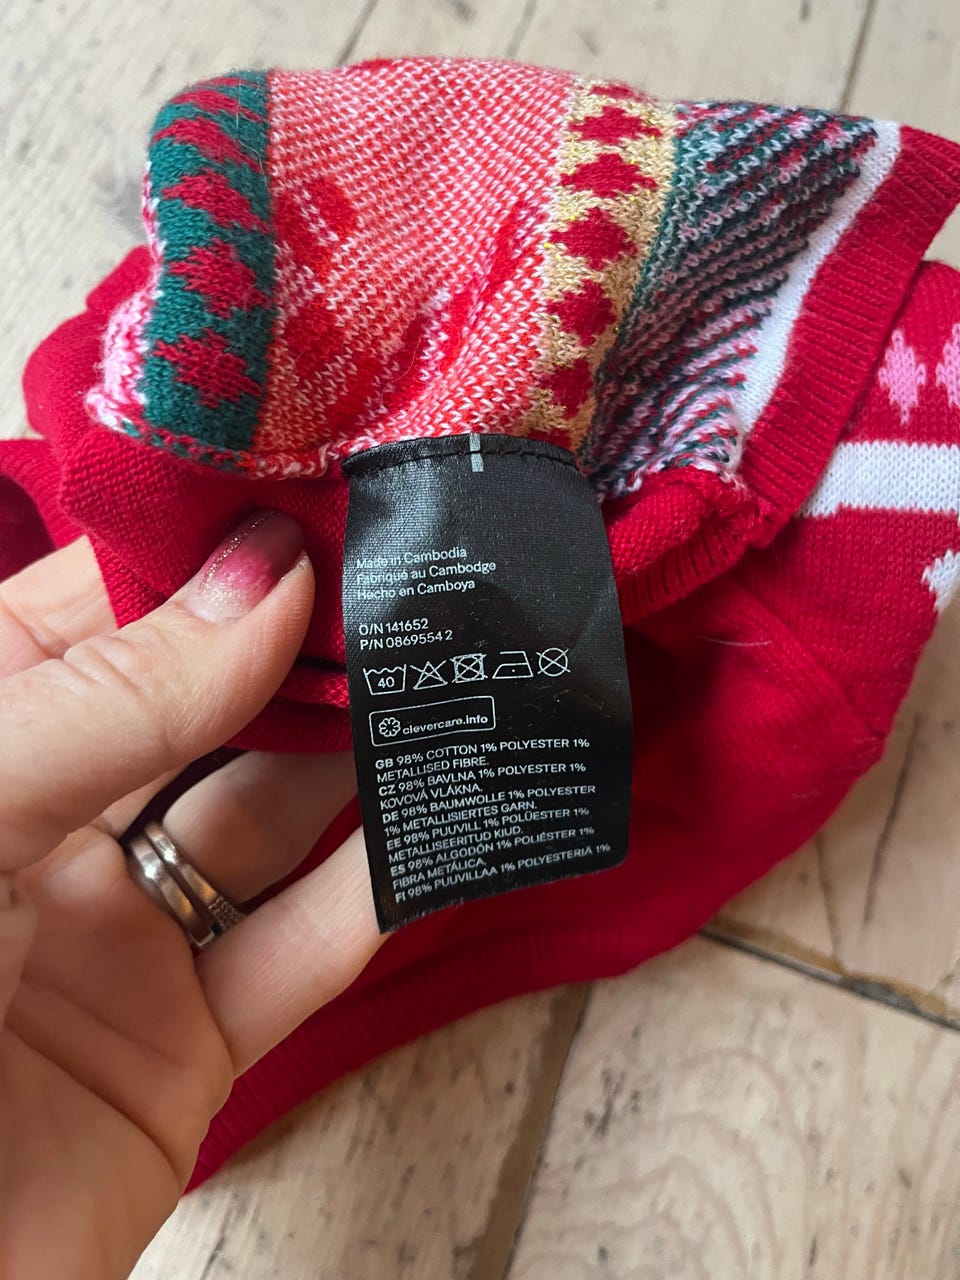 Made in Cambodia
Fabriqué au Cambodge
Hecho en Camboya
O/N 141652
P/N 08695542
40
clevercare.info
GB 98% COTTON 1% POLYESTER 1%
METALLISED FIBRE.
CZ 98% BAVLNA 1% POLYESTER 1%
KOVOVÁ VLÁKNA.
DE 98% BAUMWOLLE 1% POLYESTER
1% METALLISIERTES GARN.
EE 98% PUUVILL 1% POLÜESTER 1%
METALLISEERITUD KIUD.
ES 98% ALGODÓN 1% POLIÉSTER 1%
FIBRA METÁLICA.
FI 98% PUUVILLAA 1% POLYESTERIÄ 1%